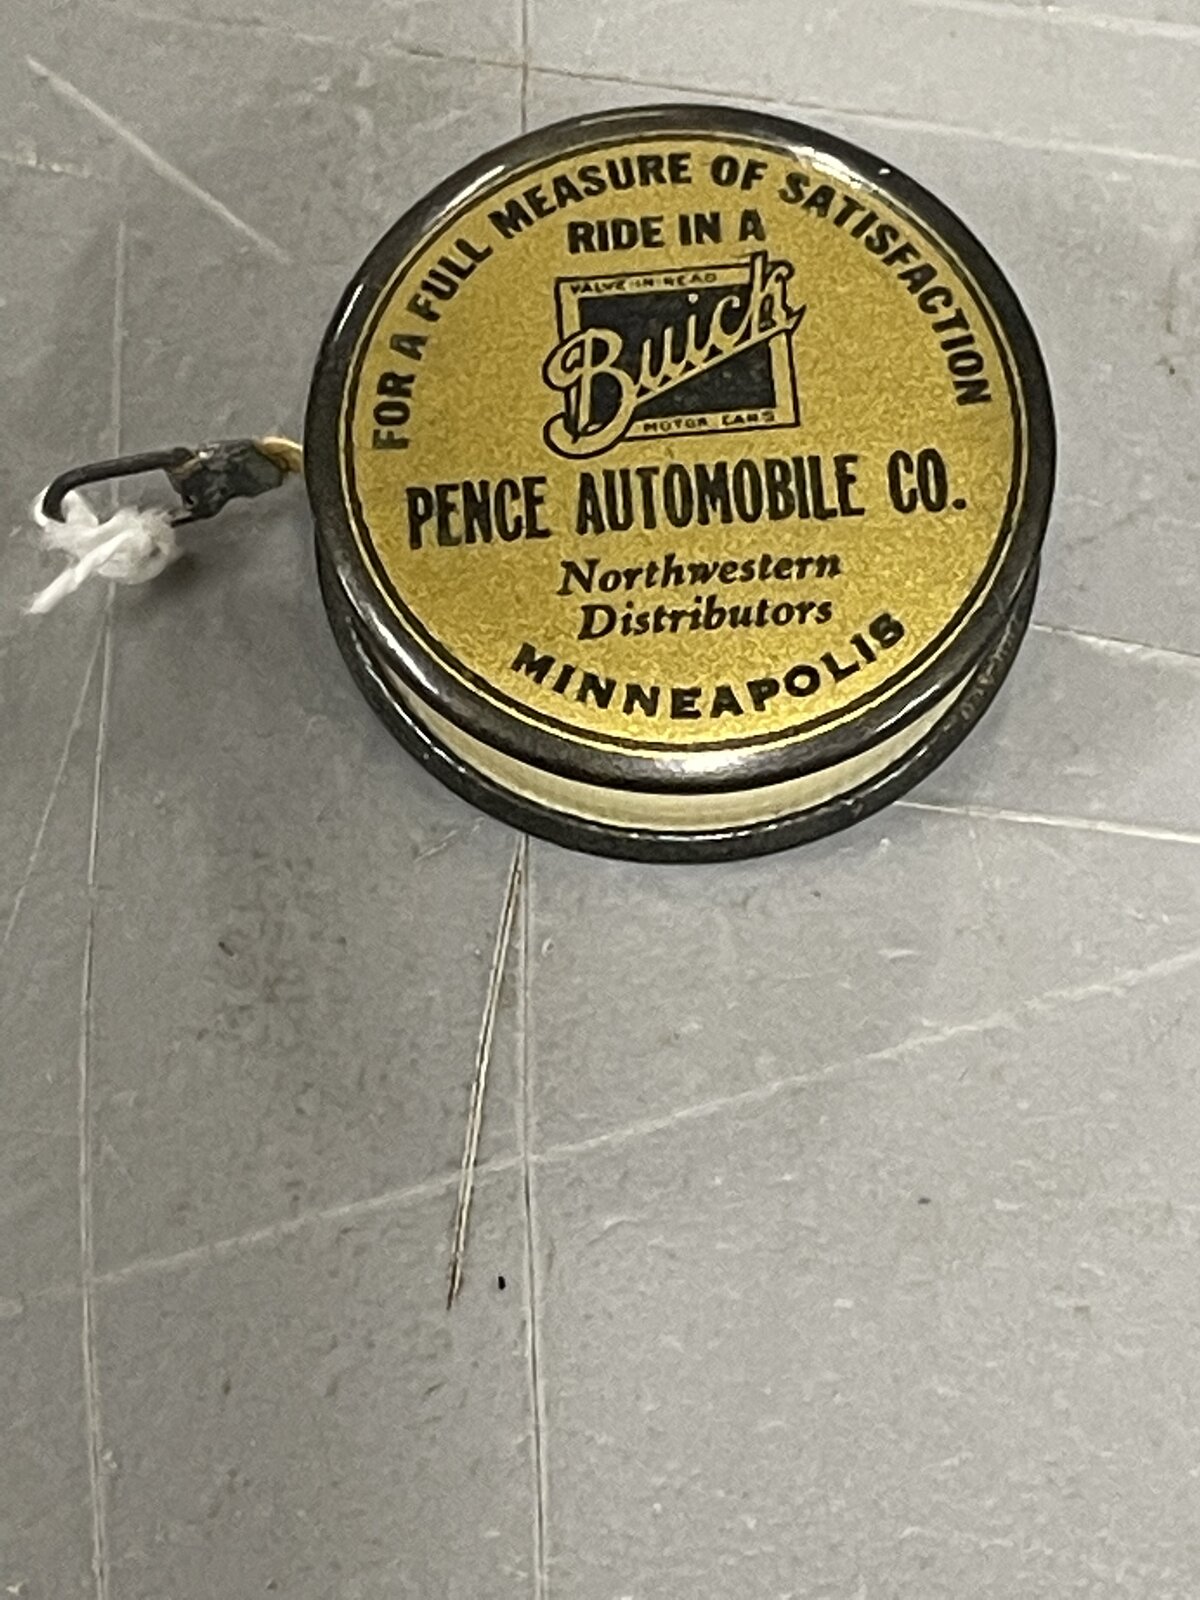 FOR A FULL MEASURE OF SATISFACTION
RIDE IN A
VALVE-IN-HEAD
Buick
MOTOR CARS
PENCE AUTOMOBILE CO.
Northwestern
Distributors
MINNEAPOLIS